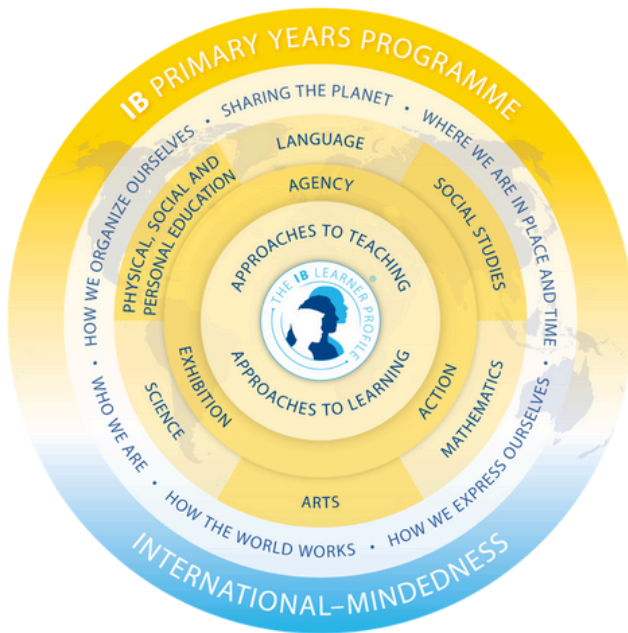 IB PRIMARY YEARS PROGRAMME
SHARING THE PLANET •
WHERE WE ARE IN PLACE AND TIME •
HOW WE EXPRESS OURSELVES •
HOW THE WORLD WORKS •
WHO WE ARE •
HOW WE ORGANIZE OURSELVES •
LANGUAGE
SOCIAL STUDIES
MATHEMATICS
ARTS
SCIENCE
PHYSICAL, SOCIAL AND
PERSONAL EDUCATION
AGENCY
ACTION
EXHIBITION
APPROACHES TO TEACHING
THE IB LEARNER PROFILE ®
APPROACHES TO LEARNING
INTERNATIONAL–MINDEDNESS